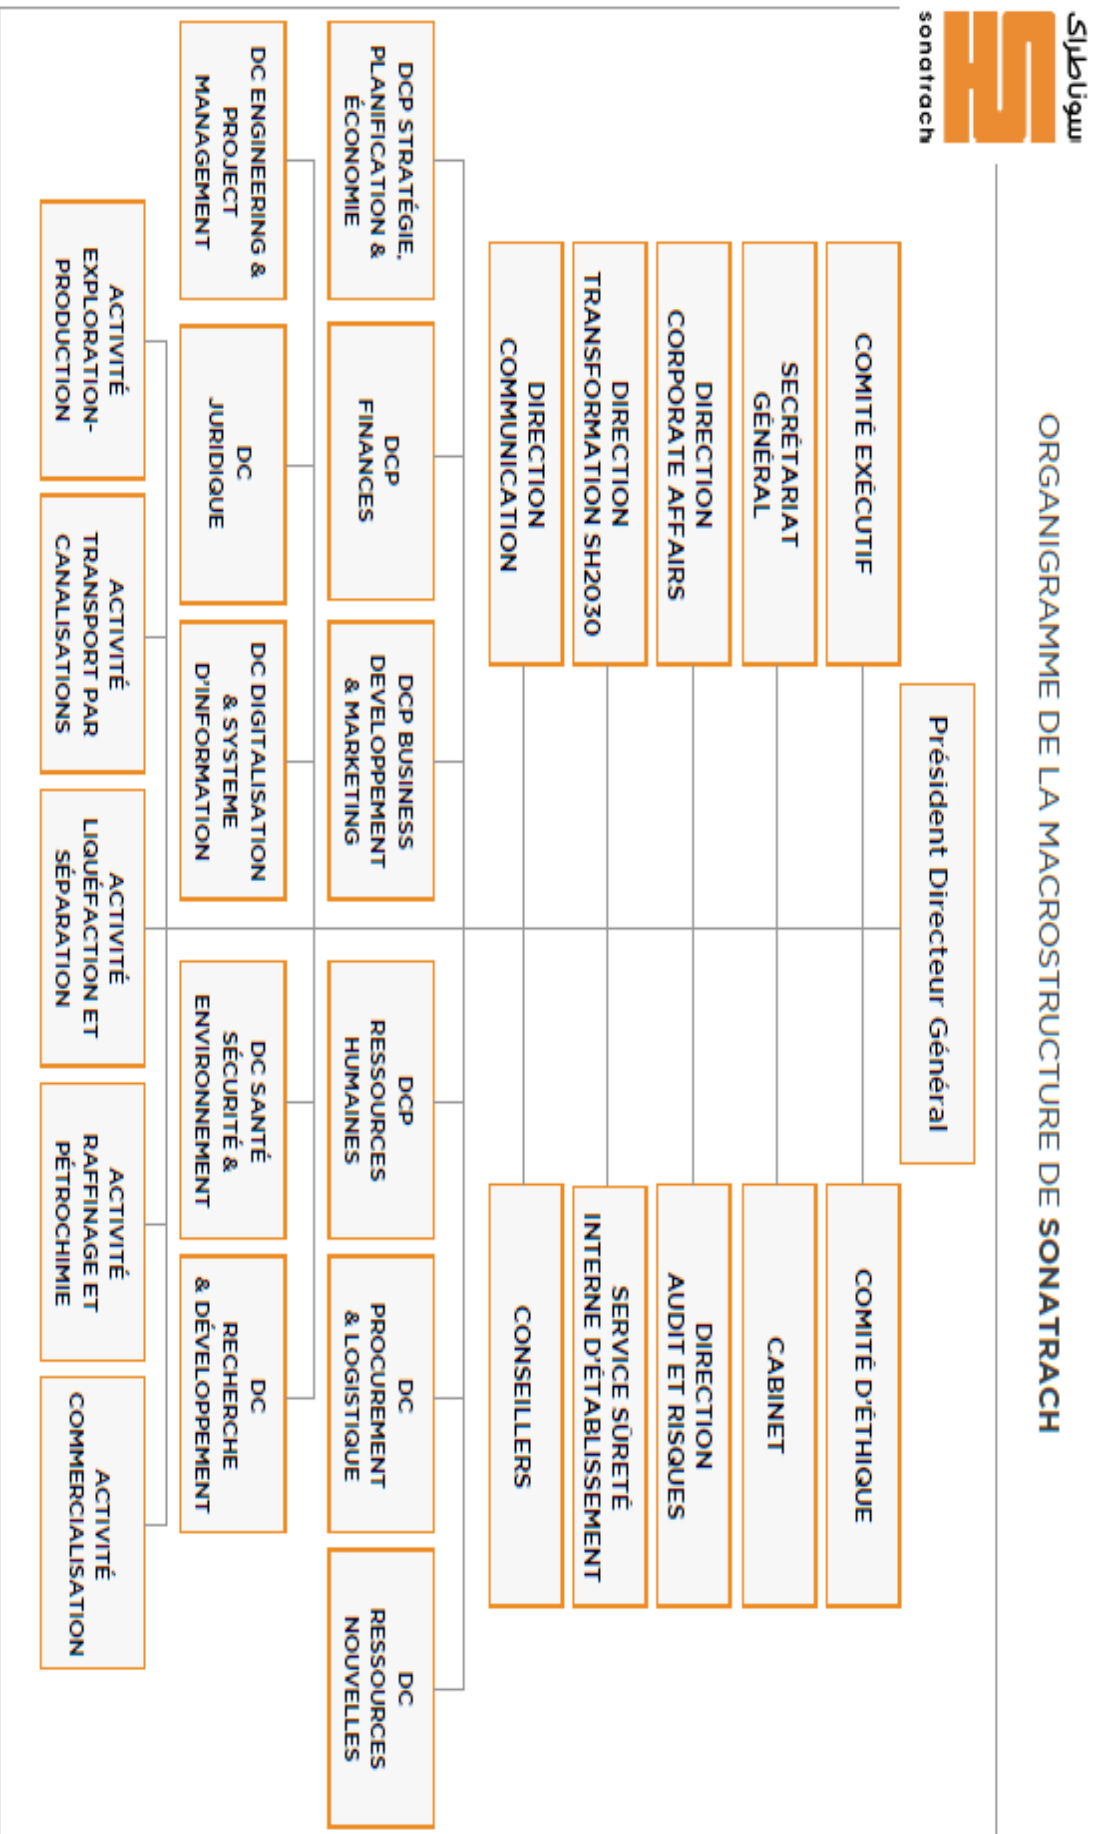 سوناطراك
sonatrach
ORGANIGRAMME DE LA MACROSTRUCTURE DE SONATRACH
Président Directeur Général
COMITÉ EXÉCUTIF
COMITÉ D'ÉTHIQUE
SECRÉTARIAT
GÉNÉRAL
CABINET
DIRECTION
CORPORATE AFFAIRS
DIRECTION
AUDIT ET RISQUES
DIRECTION
TRANSFORMATION SH2030
SERVICE SÛRETÉ
INTERNE D'ÉTABLISSEMENT
DIRECTION
COMMUNICATION
CONSEILLERS
DCP STRATÉGIE,
PLANIFICATION &
ÉCONOMIE
DCP
FINANCES
DCP BUSINESS
DEVELOPPEMENT
& MARKETING
DCP
RESSOURCES
HUMAINES
DC
PROCUREMENT
& LOGISTIQUE
DC
RESSOURCES
NOUVELLES
DC ENGINEERING &
PROJECT
MANAGEMENT
DC
JURIDIQUE
DC DIGITALISATION
& SYSTEME
D'INFORMATION
DC SANTÉ
SÉCURITÉ &
ENVIRONNEMENT
DC
RECHERCHE
& DÉVELOPPEMENT
ACTIVITÉ
EXPLORATION-
PRODUCTION
ACTIVITÉ
TRANSPORT PAR
CANALISATIONS
ACTIVITÉ
LIQUÉFACTION ET
SÉPARATION
ACTIVITÉ
RAFFINAGE ET
PÉTROCHIMIE
ACTIVITÉ
COMMERCIALISATION